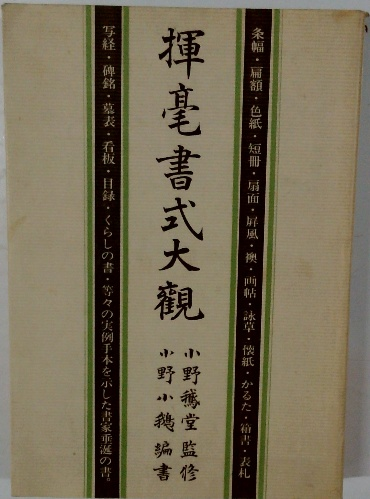 条幅・扁額・色紙・短冊・扇面・屏風・襖・画帖・詠草・懐紙・かるた・箱書・表札
揮毫書式大觀
小野鵞堂監修
小野小鵝編書
写経・碑銘・墓表・看板・目録・くらしの書・等々の実例手本を示した書家垂涎の書。